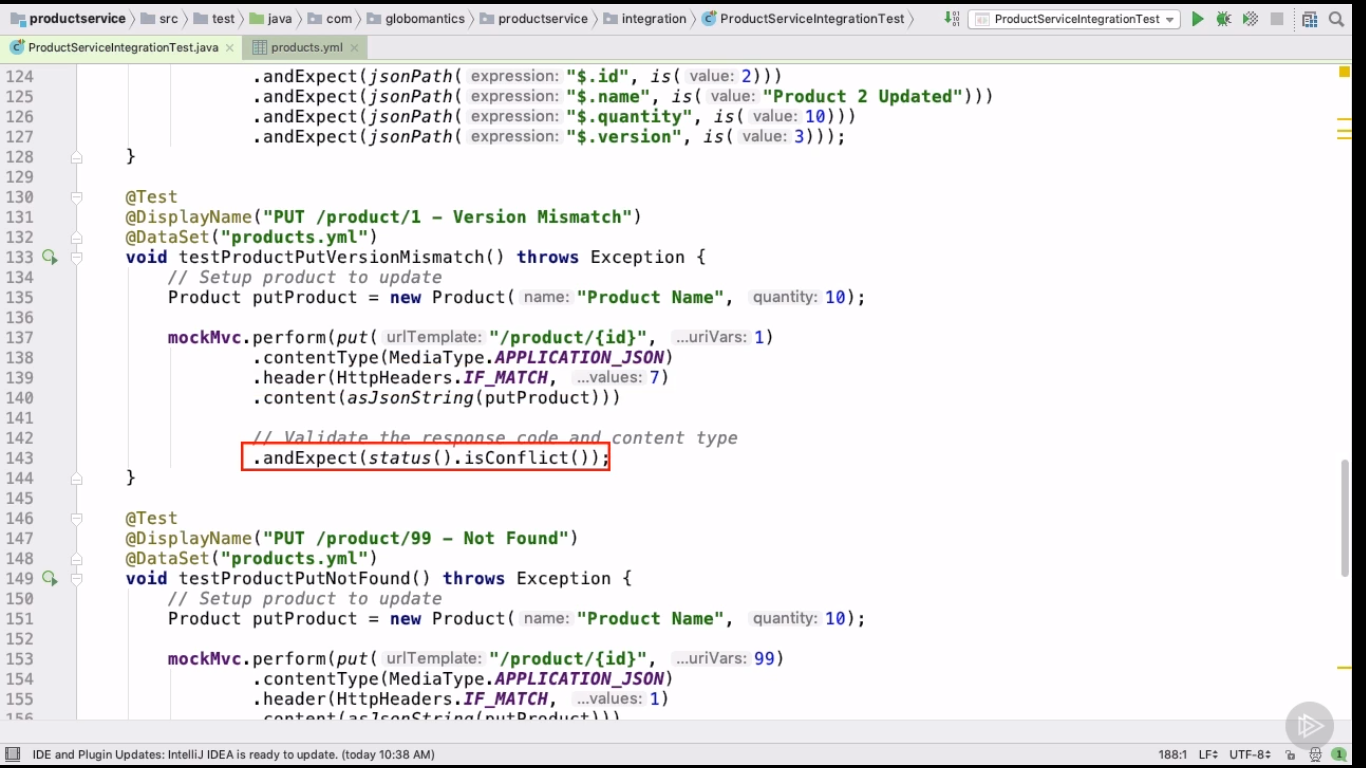 productservice src test java com globomantics productservice integration ProductServiceIntegrationTest ProductServiceIntegrationTest
ProductServiceIntegrationTest.java products.yml
124 .andExpect(jsonPath( expression: "$.id", is( value: 2)))
125 .andExpect(jsonPath( expression: "$.name", is( value: "Product 2 Updated")))
126 .andExpect(jsonPath( expression: "$.quantity", is( value: 10)))
127 .andExpect(jsonPath( expression: "$.version", is( value: 3)));
128 }
129
130 @Test
131 @DisplayName("PUT /product/1 – Version Mismatch")
132 @DataSet("products.yml")
133 void testProductPutVersionMismatch() throws Exception {
134 // Setup product to update
135 Product putProduct = new Product( name: "Product Name", quantity: 10);
136
137 mockMvc.perform(put( urlTemplate: "/product/{id}", ...uriVars: 1)
138 .contentType(MediaType.APPLICATION_JSON)
139 .header(HttpHeaders.IF_MATCH, ...values: 7)
140 .content(asJsonString(putProduct)))
141
142 // Validate the response code and content type
143 .andExpect(status().isConflict());
144 }
145
146 @Test
147 @DisplayName("PUT /product/99 – Not Found")
148 @DataSet("products.yml")
149 void testProductPutNotFound() throws Exception {
150 // Setup product to update
151 Product putProduct = new Product( name: "Product Name", quantity: 10);
152
153 mockMvc.perform(put( urlTemplate: "/product/{id}", ...uriVars: 99)
154 .contentType(MediaType.APPLICATION_JSON)
155 .header(HttpHeaders.IF_MATCH, ...values: 1)
156 .content(asJsonString(putProduct)))
IDE and Plugin Updates: IntelliJ IDEA is ready to update. (today 10:38 AM) 188:1 LF UTF-8 1